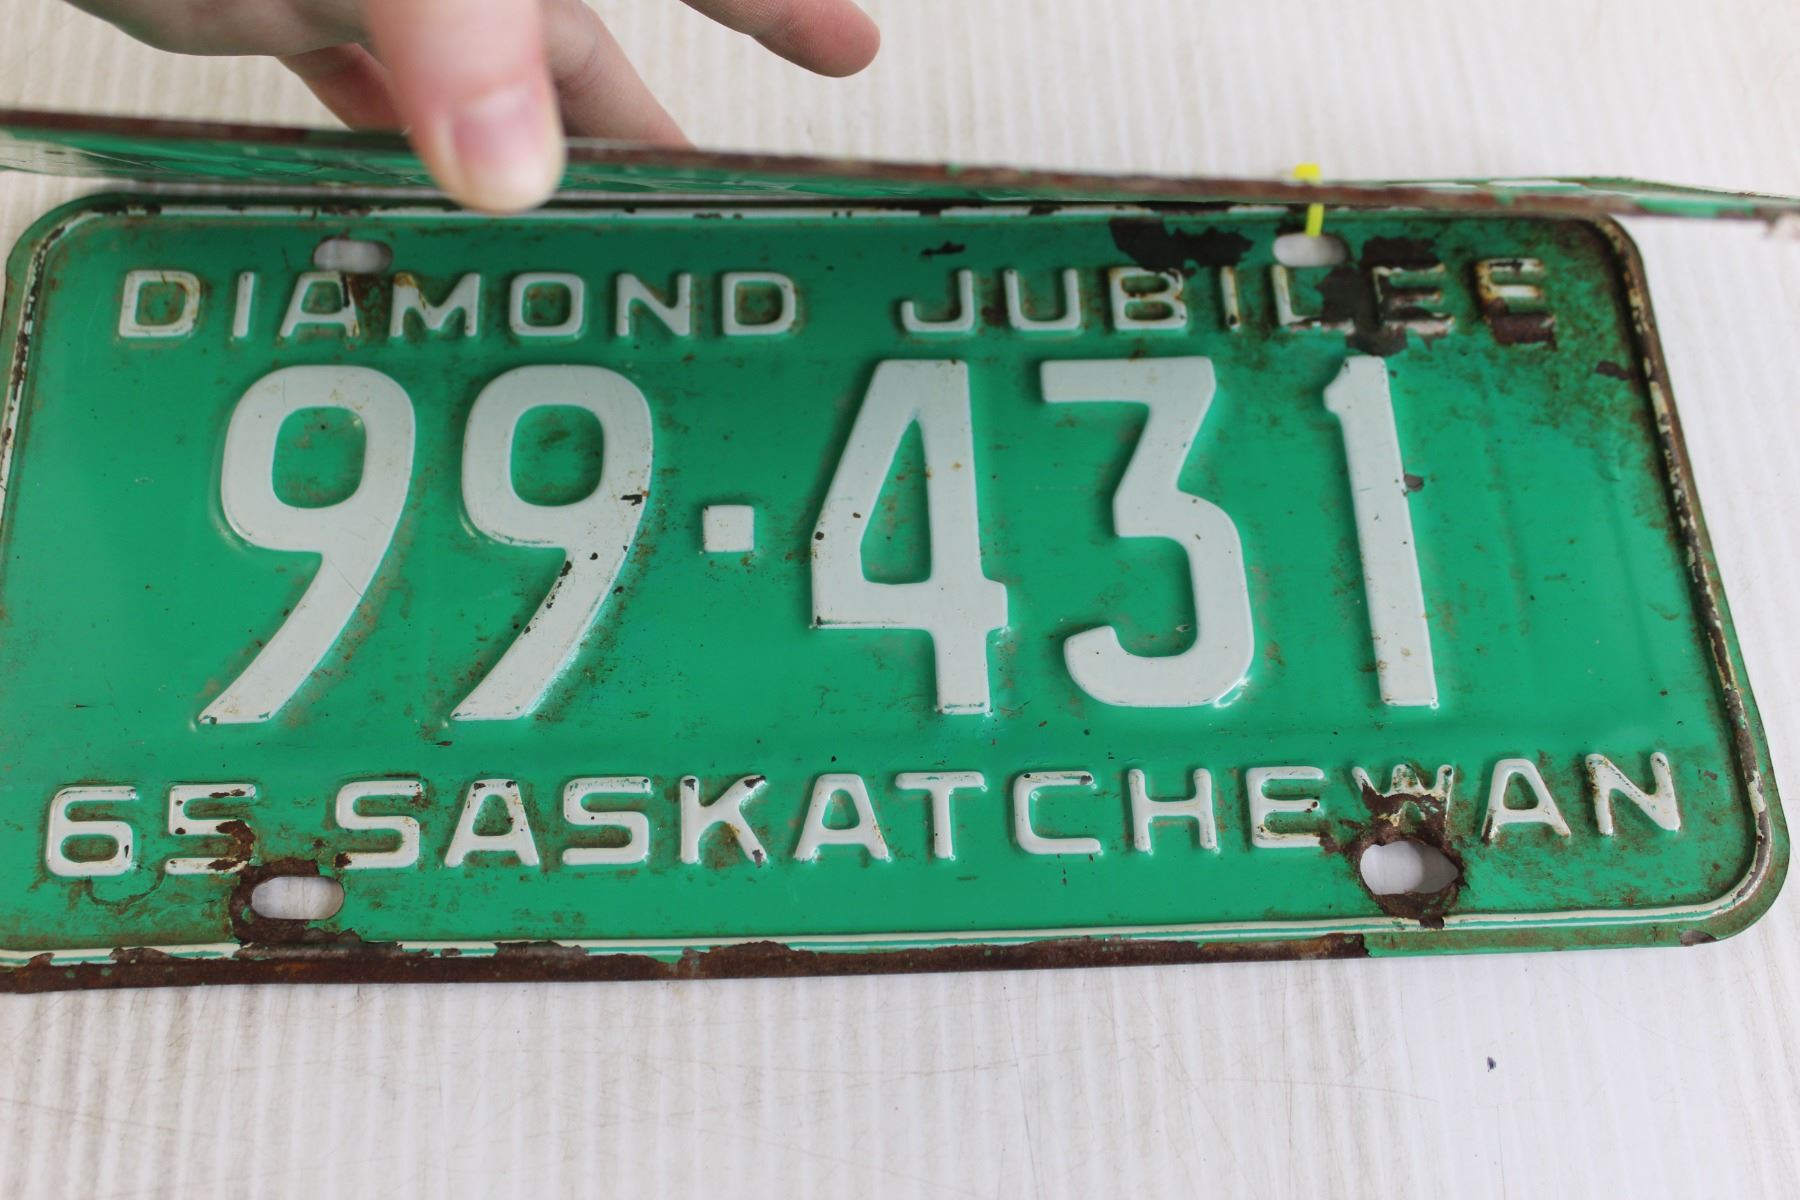 DIAMOND JUBILEE
99·431
65 SASKATCHEWAN